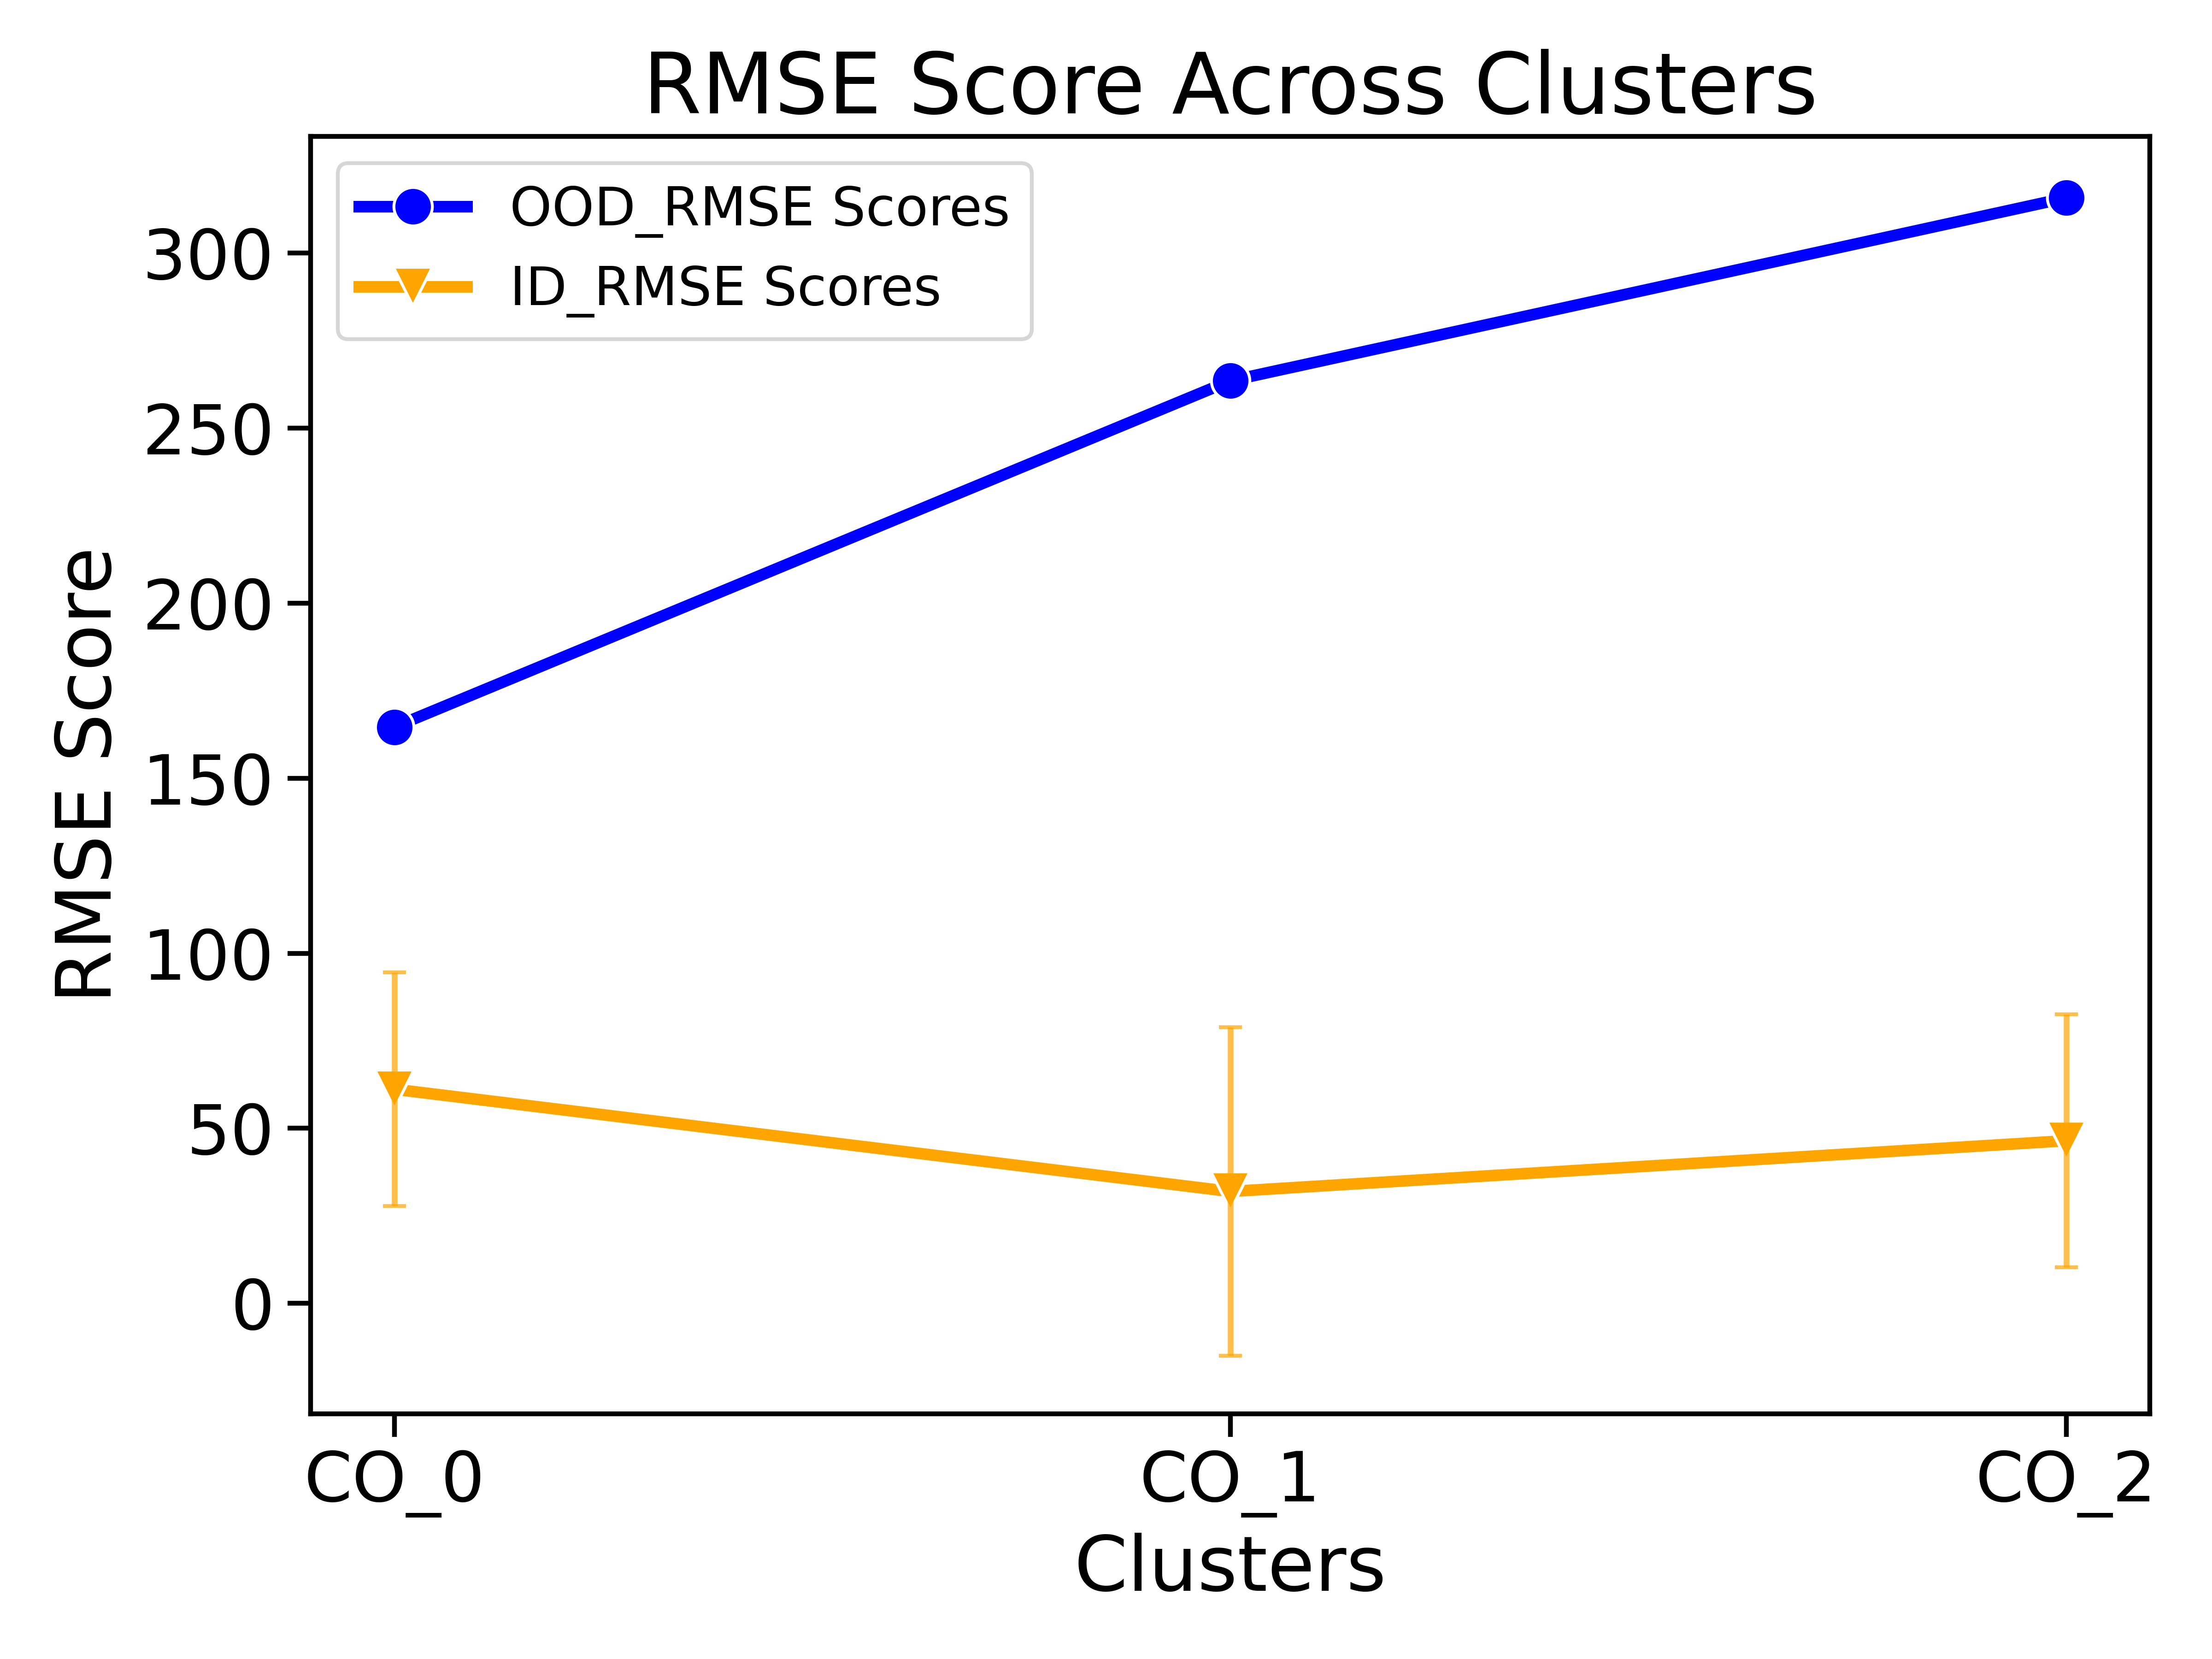 RMSE Score Across Clusters
OOD_RMSE Scores
ID_RMSE Scores
RMSE Score
300
250
200
150
100
50
0
CO_0
CO_1
CO_2
Clusters